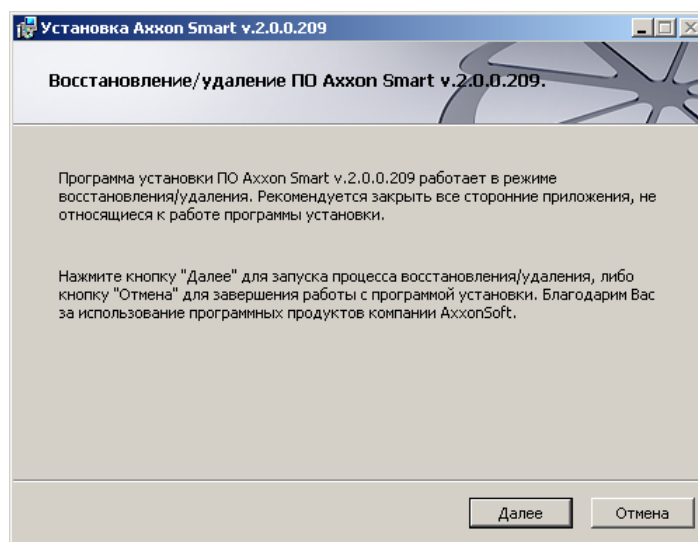 Установка Axxon Smart v.2.0.0.209
Восстановление/удаление ПО Axxon Smart v.2.0.0.209.
Программа установки ПО Axxon Smart v.2.0.0.209 работает в режиме
восстановления/удаления. Рекомендуется закрыть все сторонние приложения, не
относящиеся к работе программы установки.
Нажмите кнопку "Далее" для запуска процесса восстановления/удаления, либо
кнопку "Отмена" для завершения работы с программой установки. Благодарим Вас
за использование программных продуктов компании AxxonSoft.
Далее
Отмена